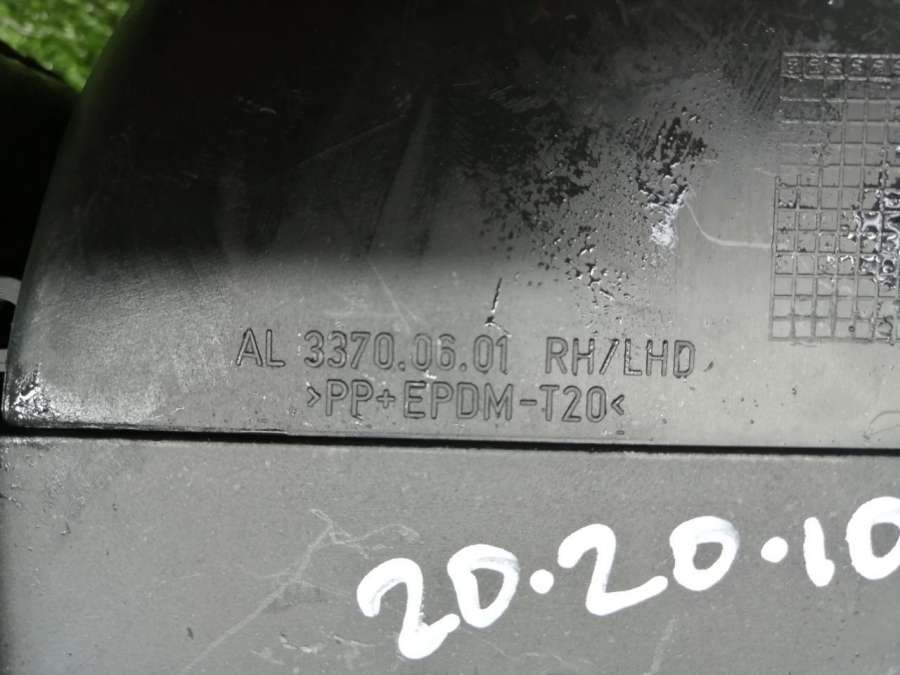 AL 3370.06.01 RH/LHD
>PP+EPDM-T20<
20.20.10